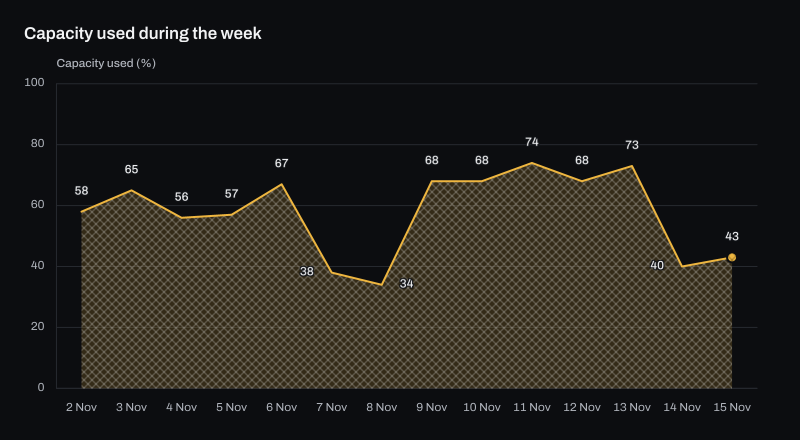 Capacity used during the week
Capacity used (%)
100
80
60
40
20
0
58
65
56
57
67
38
34
68
68
74
68
73
40
43
2 Nov
3 Nov
4 Nov
5 Nov
6 Nov
7 Nov
8 Nov
9 Nov
10 Nov
11 Nov
12 Nov
13 Nov
14 Nov
15 Nov